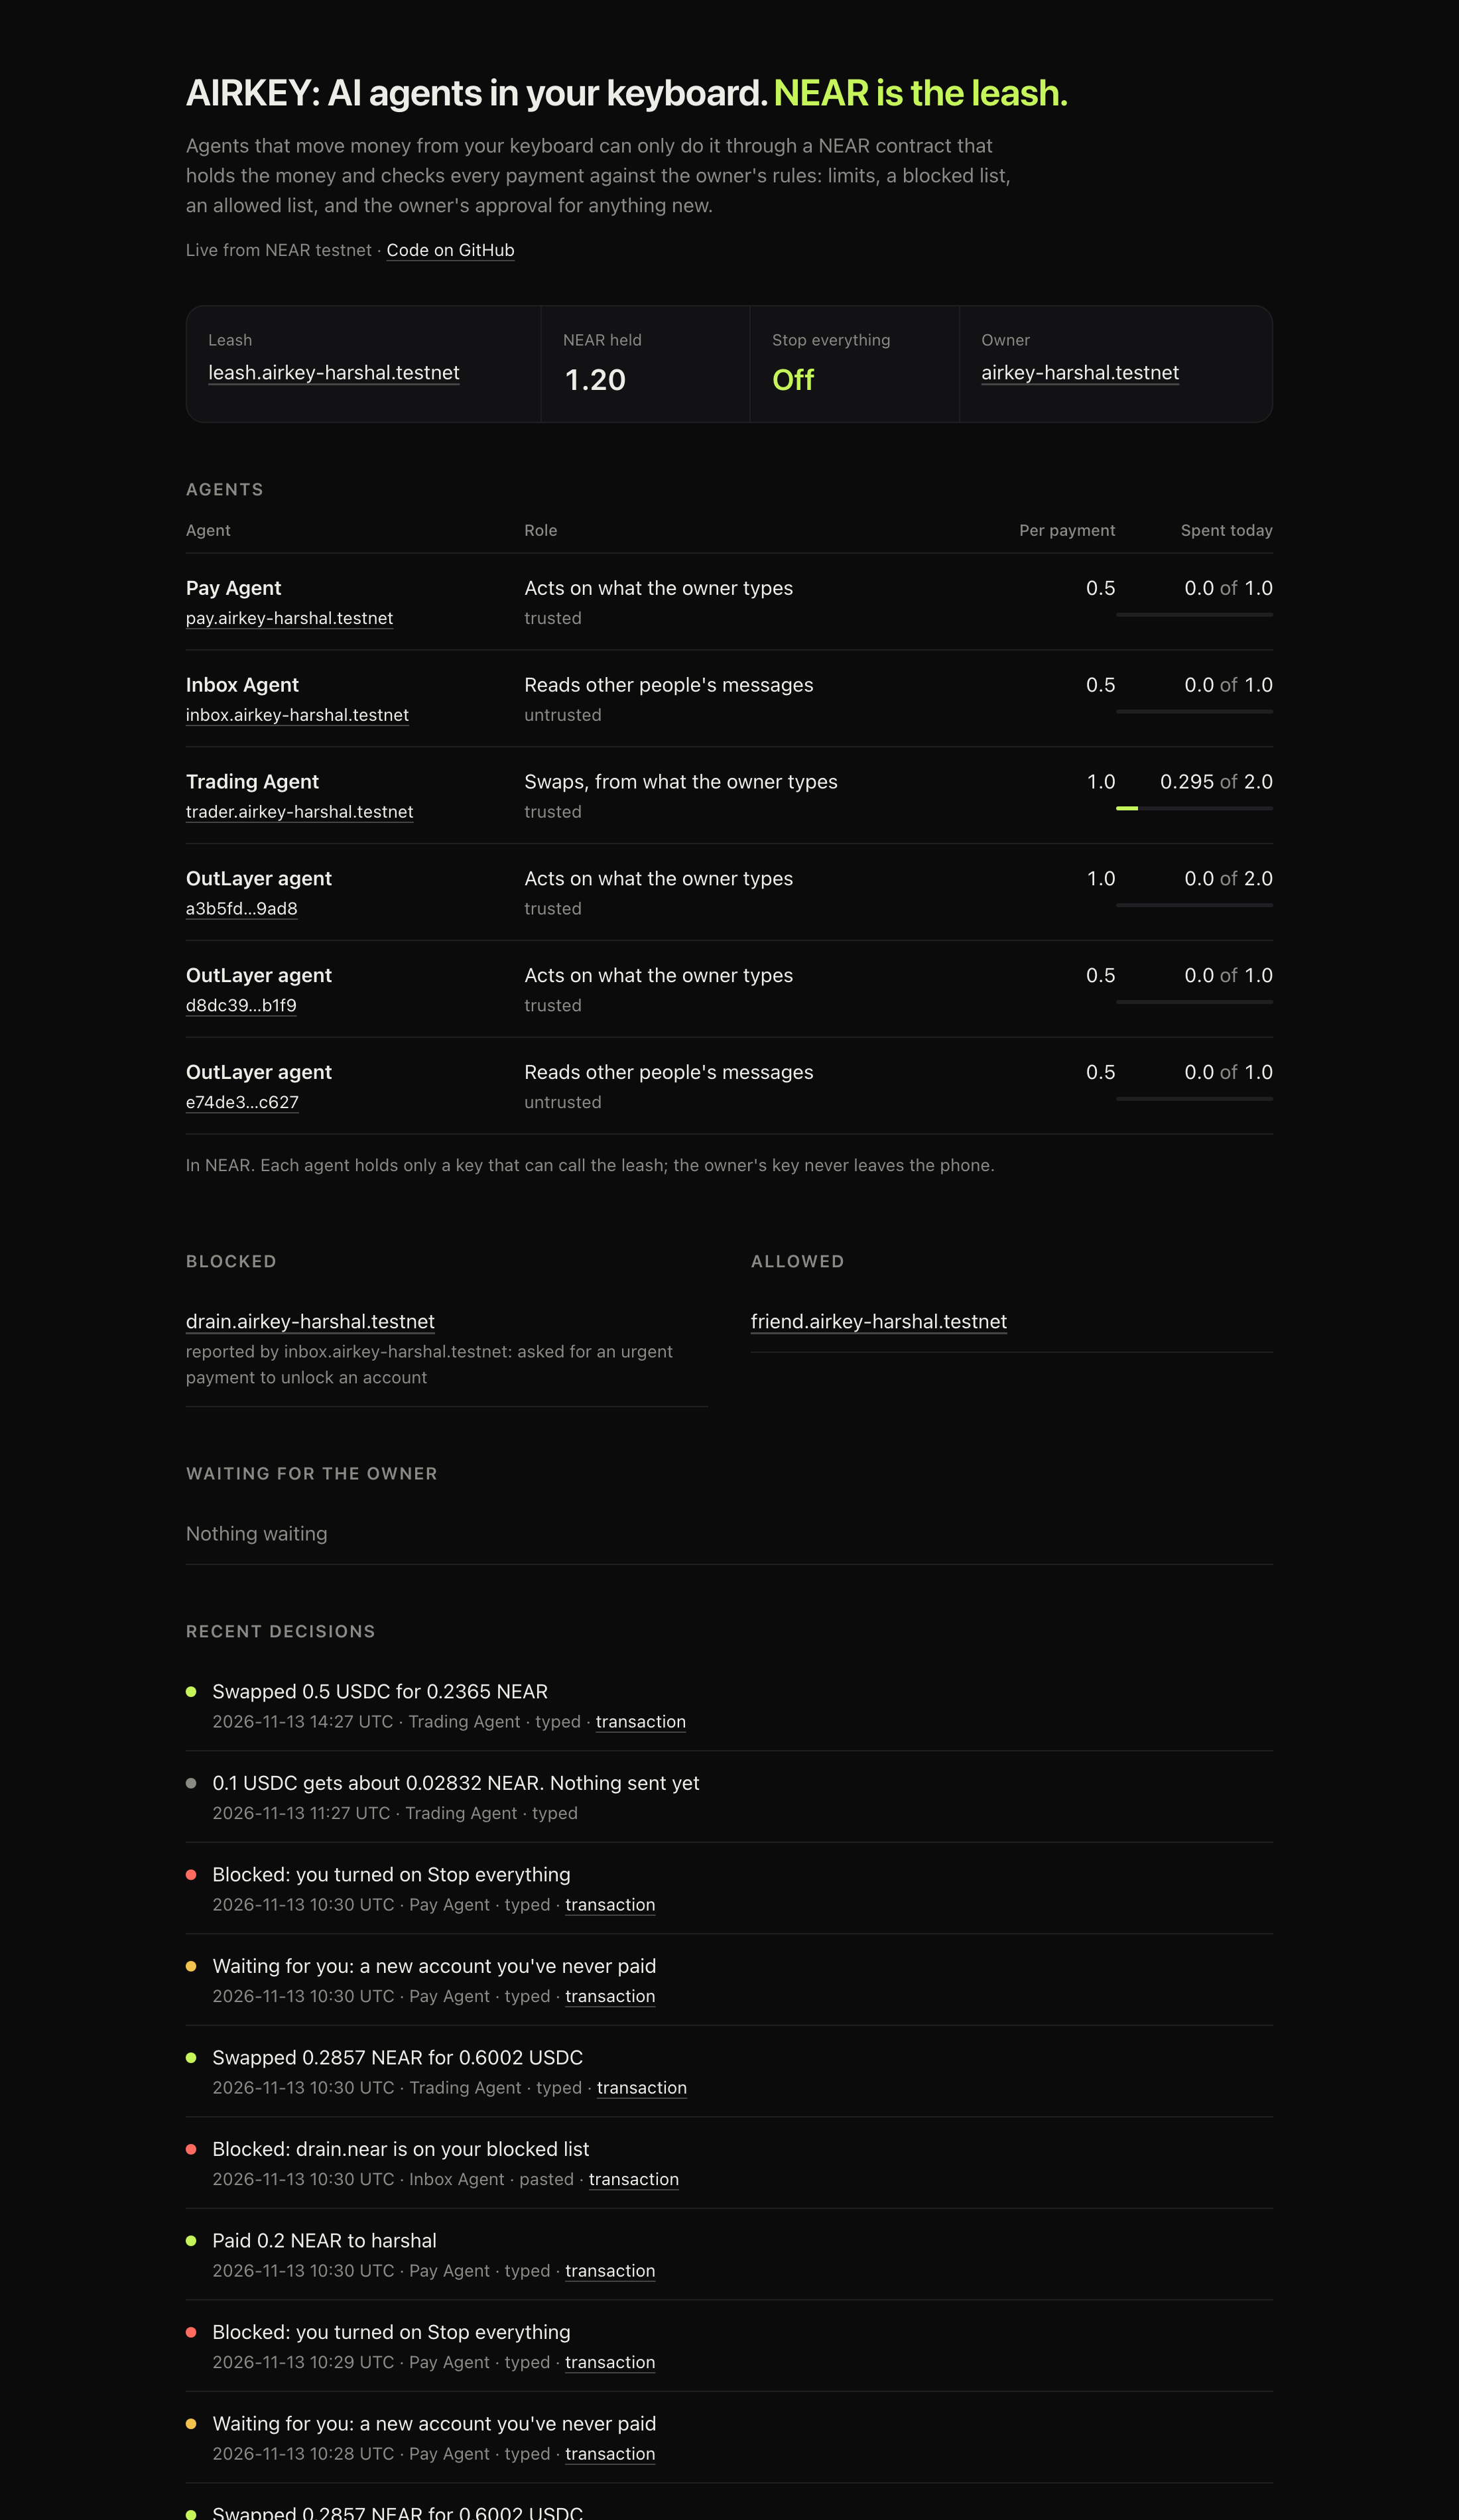 AIRKEY: AI agents in your keyboard. NEAR is the leash.
Agents that move money from your keyboard can only do it through a NEAR contract that
holds the money and checks every payment against the owner's rules: limits, a blocked list,
an allowed list, and the owner's approval for anything new.
Live from NEAR testnet · Code on GitHub
Leash
leash.airkey-harshal.testnet
NEAR held
1.20
Stop everything
Off
Owner
airkey-harshal.testnet
AGENTS
Agent Role Per payment Spent today
Pay Agent Acts on what the owner types 0.5 0.0 of 1.0
pay.airkey-harshal.testnet trusted
Inbox Agent Reads other people's messages 0.5 0.0 of 1.0
inbox.airkey-harshal.testnet untrusted
Trading Agent Swaps, from what the owner types 1.0 0.295 of 2.0
trader.airkey-harshal.testnet trusted
OutLayer agent Acts on what the owner types 1.0 0.0 of 2.0
a3b5fd…9ad8 trusted
OutLayer agent Acts on what the owner types 0.5 0.0 of 1.0
d8dc39…b1f9 trusted
OutLayer agent Reads other people's messages 0.5 0.0 of 1.0
e74de3…c627 untrusted
In NEAR. Each agent holds only a key that can call the leash; the owner's key never leaves the phone.
BLOCKED
drain.airkey-harshal.testnet
reported by inbox.airkey-harshal.testnet: asked for an urgent
payment to unlock an account
ALLOWED
friend.airkey-harshal.testnet
WAITING FOR THE OWNER
Nothing waiting
RECENT DECISIONS
Swapped 0.5 USDC for 0.2365 NEAR
2026-11-13 14:27 UTC · Trading Agent · typed · transaction
0.1 USDC gets about 0.02832 NEAR. Nothing sent yet
2026-11-13 11:27 UTC · Trading Agent · typed
Blocked: you turned on Stop everything
2026-11-13 10:30 UTC · Pay Agent · typed · transaction
Waiting for you: a new account you've never paid
2026-11-13 10:30 UTC · Pay Agent · typed · transaction
Swapped 0.2857 NEAR for 0.6002 USDC
2026-11-13 10:30 UTC · Trading Agent · typed · transaction
Blocked: drain.near is on your blocked list
2026-11-13 10:30 UTC · Inbox Agent · pasted · transaction
Paid 0.2 NEAR to harshal
2026-11-13 10:30 UTC · Pay Agent · typed · transaction
Blocked: you turned on Stop everything
2026-11-13 10:29 UTC · Pay Agent · typed · transaction
Waiting for you: a new account you've never paid
2026-11-13 10:28 UTC · Pay Agent · typed · transaction
Swapped 0.2857 NEAR for 0.6002 USDC